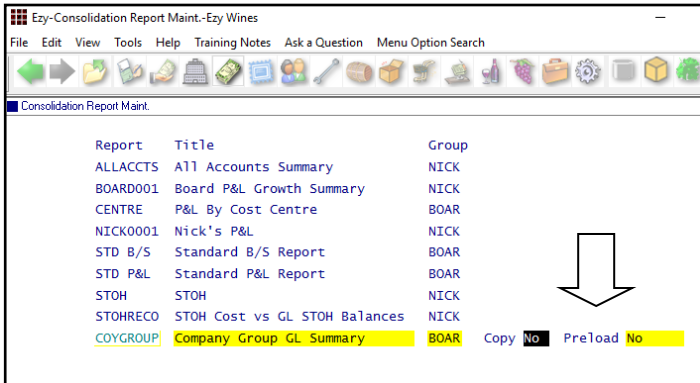 Ezy-Consolidation Report Maint.-Ezy Wines
File Edit View Tools Help Training Notes Ask a Question Menu Option Search
Consolidation Report Maint.
Report Title Group
ALLACCTS All Accounts Summary NICK
BOARD001 Board P&L Growth Summary NICK
CENTRE P&L By Cost Centre BOAR
NICK0001 Nick's P&L NICK
STD B/S Standard B/S Report BOAR
STD P&L Standard P&L Report BOAR
STOH STOH NICK
STOHRECO STOH Cost vs GL STOH Balances NICK
COYGROUP Company Group GL Summary BOAR Copy No Preload No